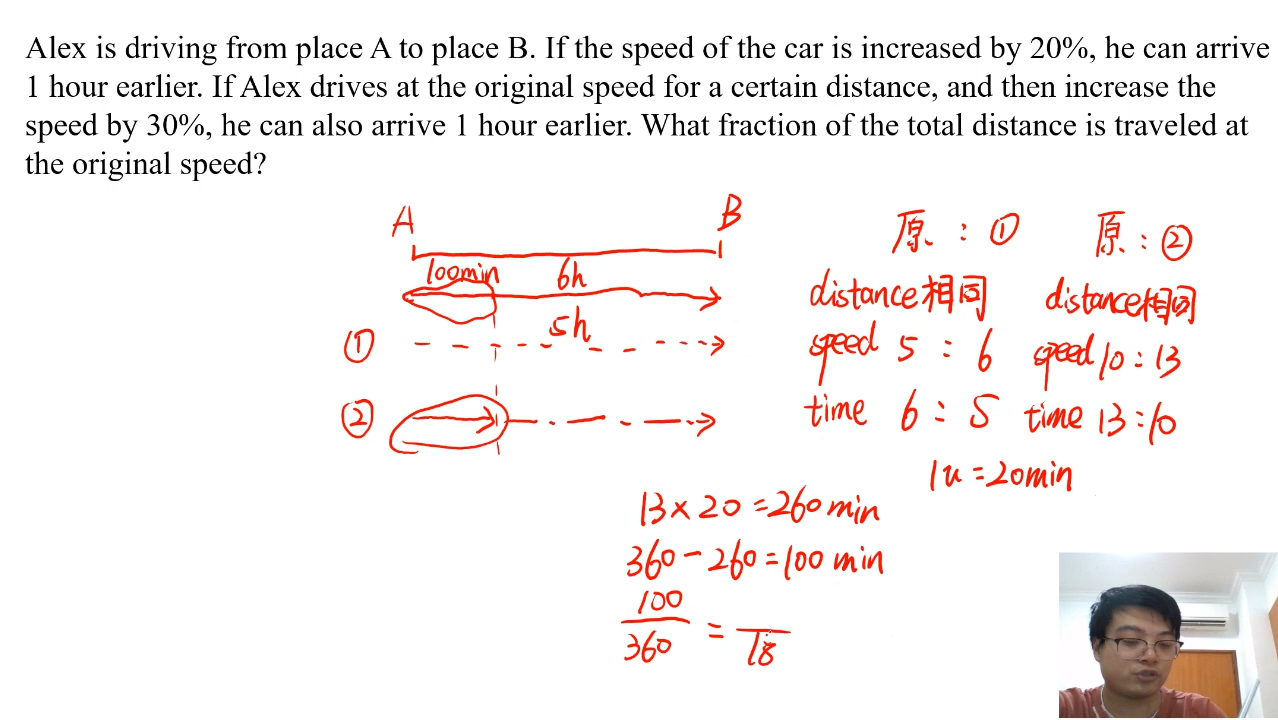 Alex is driving from place A to place B. If the speed of the car is increased by 20%, he can arrive
1 hour earlier. If Alex drives at the original speed for a certain distance, and then increase the
speed by 30%, he can also arrive 1 hour earlier. What fraction of the total distance is traveled at
the original speed?
A B
原 : ① 原 : ②
100min 6h
distance相同 distance相同
5h
①
speed 5 : 6 speed 10 : 13
②
time 6 : 5 time 13 : 10
1u = 20min
13 × 20 = 260 min
360 - 260 = 100 min
100
360 = 18